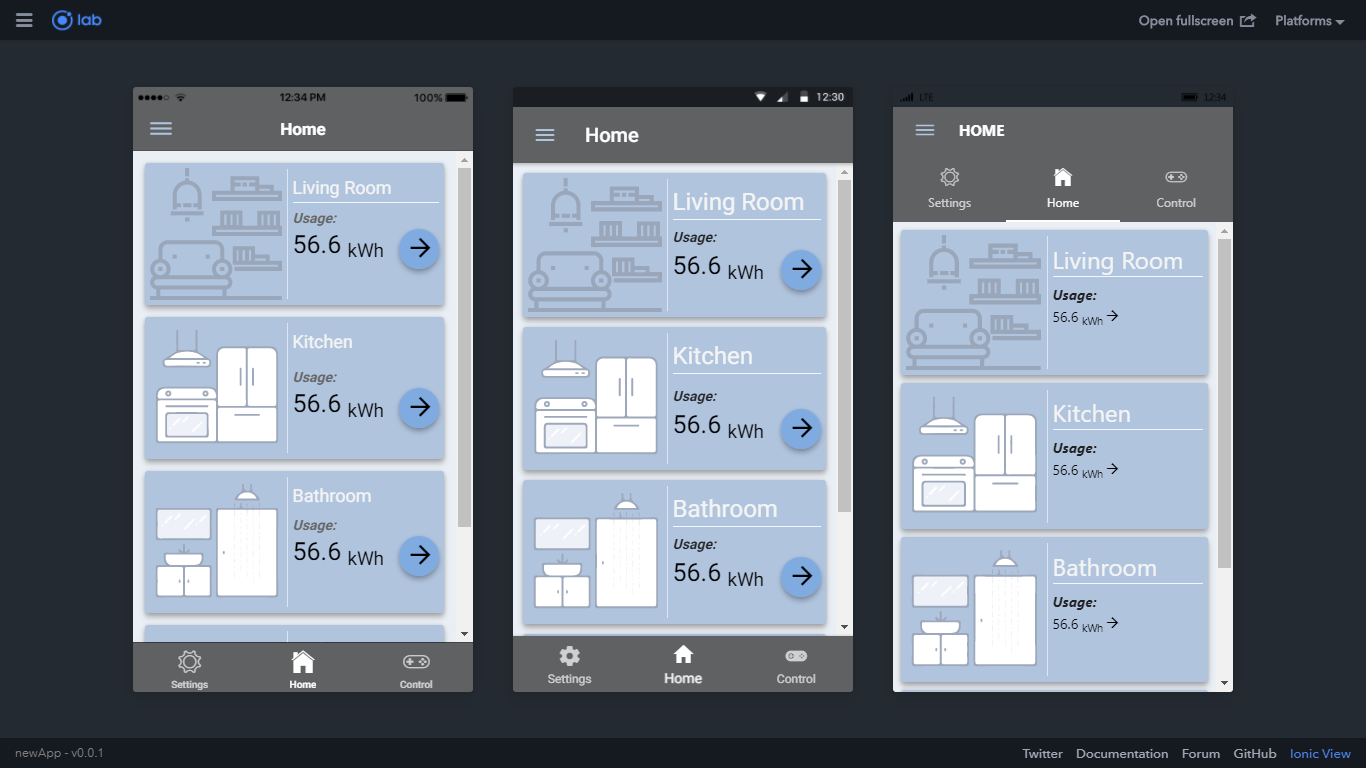 lab
Open fullscreen
Platforms
12:34 PM
100%
Home
Living Room
Usage:
56.6 kWh
Kitchen
Usage:
56.6 kWh
Bathroom
Usage:
56.6 kWh
Settings
Home
Control
12:30
Home
Living Room
Usage:
56.6 kWh
Kitchen
Usage:
56.6 kWh
Bathroom
Usage:
56.6 kWh
Settings
Home
Control
LTE
12:34
HOME
Settings
Home
Control
Living Room
Usage:
56.6 kWh
Kitchen
Usage:
56.6 kWh
Bathroom
Usage:
56.6 kWh
newApp - v0.0.1
Twitter Documentation Forum GitHub Ionic View